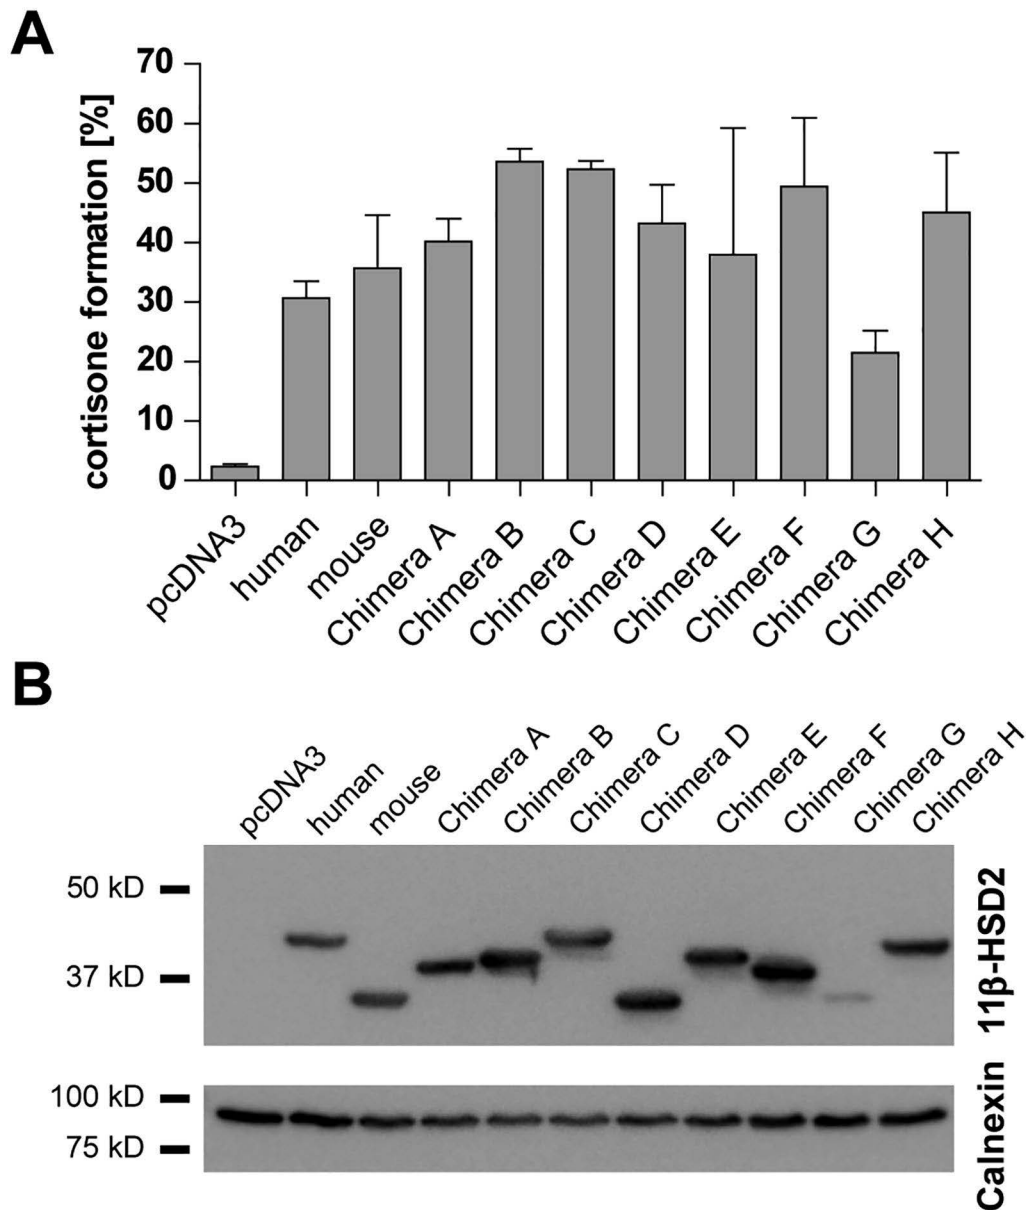 A
cortisone formation [%]
70
60
50
40
30
20
10
0
pcDNA3
human
mouse
Chimera A
Chimera B
Chimera C
Chimera D
Chimera E
Chimera F
Chimera G
Chimera H
B
pcDNA3
human
mouse
Chimera A
Chimera B
Chimera C
Chimera D
Chimera E
Chimera F
Chimera G
Chimera H
50 kD
37 kD
11β-HSD2
100 kD
75 kD
Calnexin